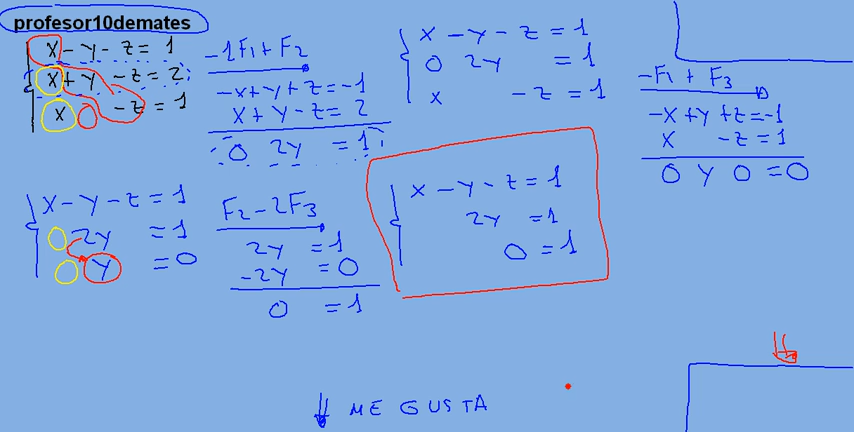 profesor10demates
x - y - z = 1
x + y - z = 2
x 0 - z = 1
-1F1 + F2
-x + y + z = -1
x + y - z = 2
0 2y = 1
x - y - z = 1
0 2y = 1
x - z = 1
-F1 + F3
-x + y + z = -1
x - z = 1
0 y 0 = 0
x - y - z = 1
0 2y = 1
0 y = 0
F2 - 2F3
2y = 1
-2y = 0
0 = 1
x - y - z = 1
2y = 1
0 = 1
ME GUSTA